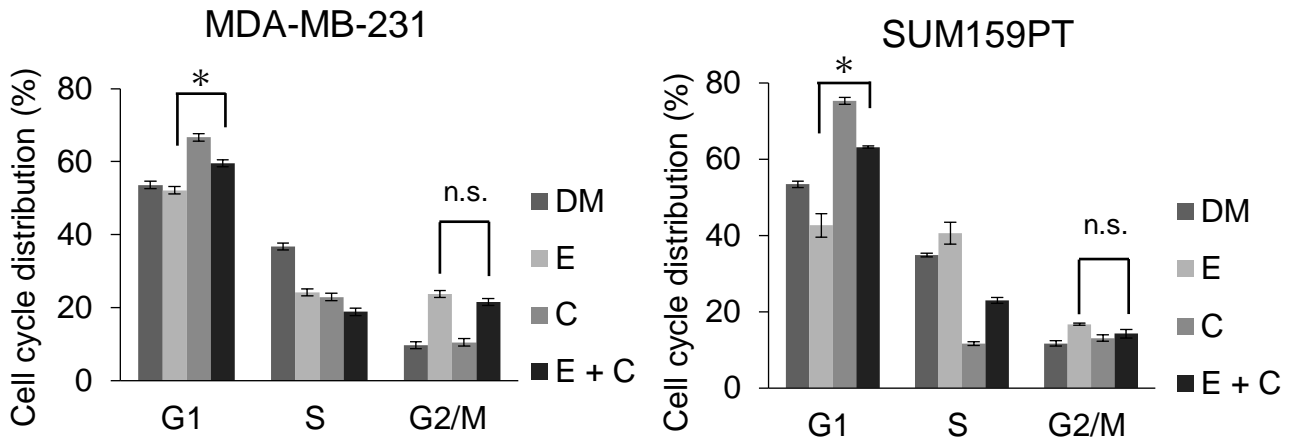 MDA-MB-231
Cell cycle distribution (%)
80
60
40
20
0
*
n.s.
G1 S G2/M
DM
E
C
E + C
SUM159PT
Cell cycle distribution (%)
80
60
40
20
0
*
n.s.
G1 S G2/M
DM
E
C
E + C